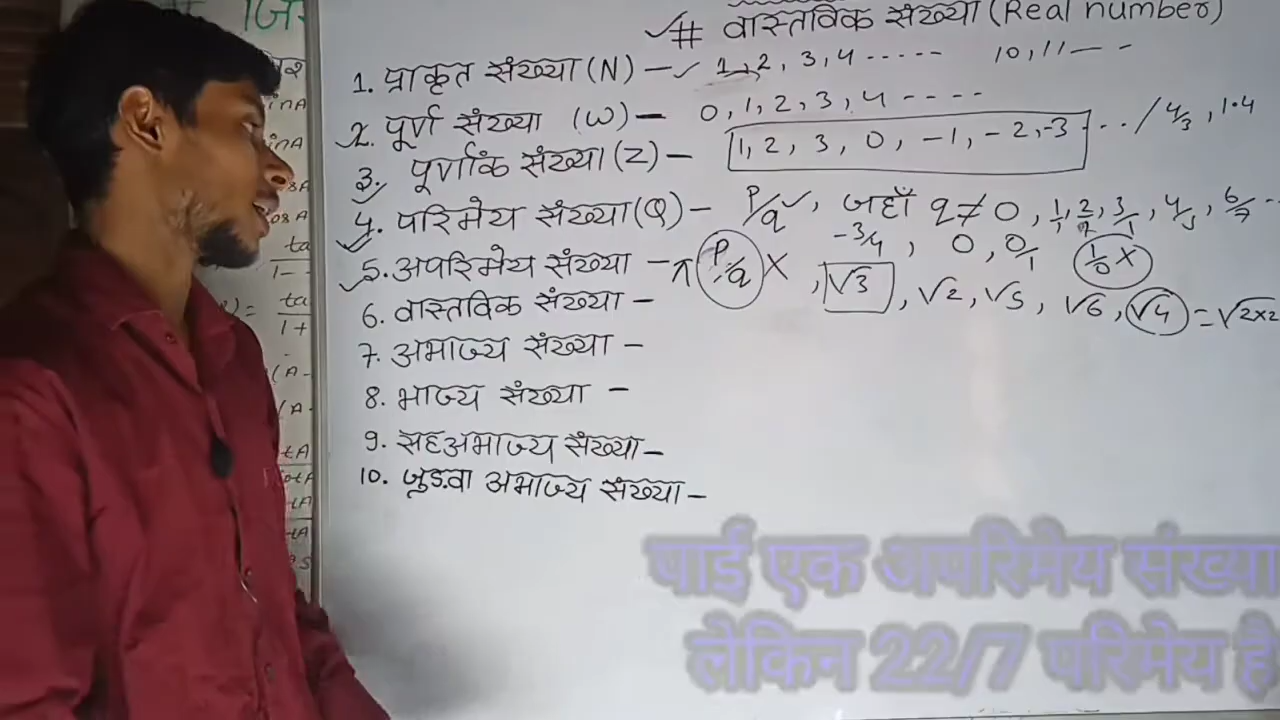 # वास्तविक संख्या (Real number)
1. प्राकृत संख्या (N) – 1, 2, 3, 4 ..... 10, 11 – –
2. पूर्ण संख्या (W) – 0, 1, 2, 3, 4 - - - -
3. पूर्णांक संख्या (Z) – 1, 2, 3, 0, -1, -2, -3 ... / 4/3, 1.4
4. परिमेय संख्या (Q) – P/q, जहाँ q ≠ 0, 1/1, 2/2, 3/1, 4/5, 6/7 ...
-3/4, 0, 0/1 1/0 X
5. अपरिमेय संख्या – π P/q X, √3, √2, √5, √6, √4 = √2×2
6. वास्तविक संख्या –
7. अभाज्य संख्या –
8. भाज्य संख्या –
9. सहअभाज्य संख्या –
10. जुड़वा अभाज्य संख्या –
पाई एक अपरिमेय संख्या
लेकिन 22/7 परिमेय है